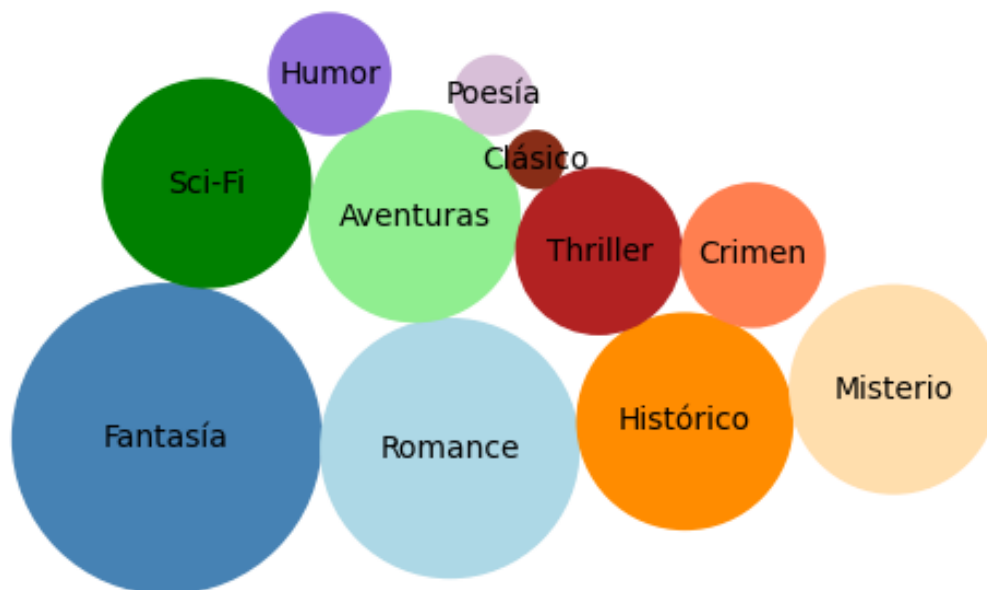 Humor
Poesía
Clásico
Sci-Fi
Aventuras
Thriller
Crimen
Misterio
Histórico
Fantasía
Romance